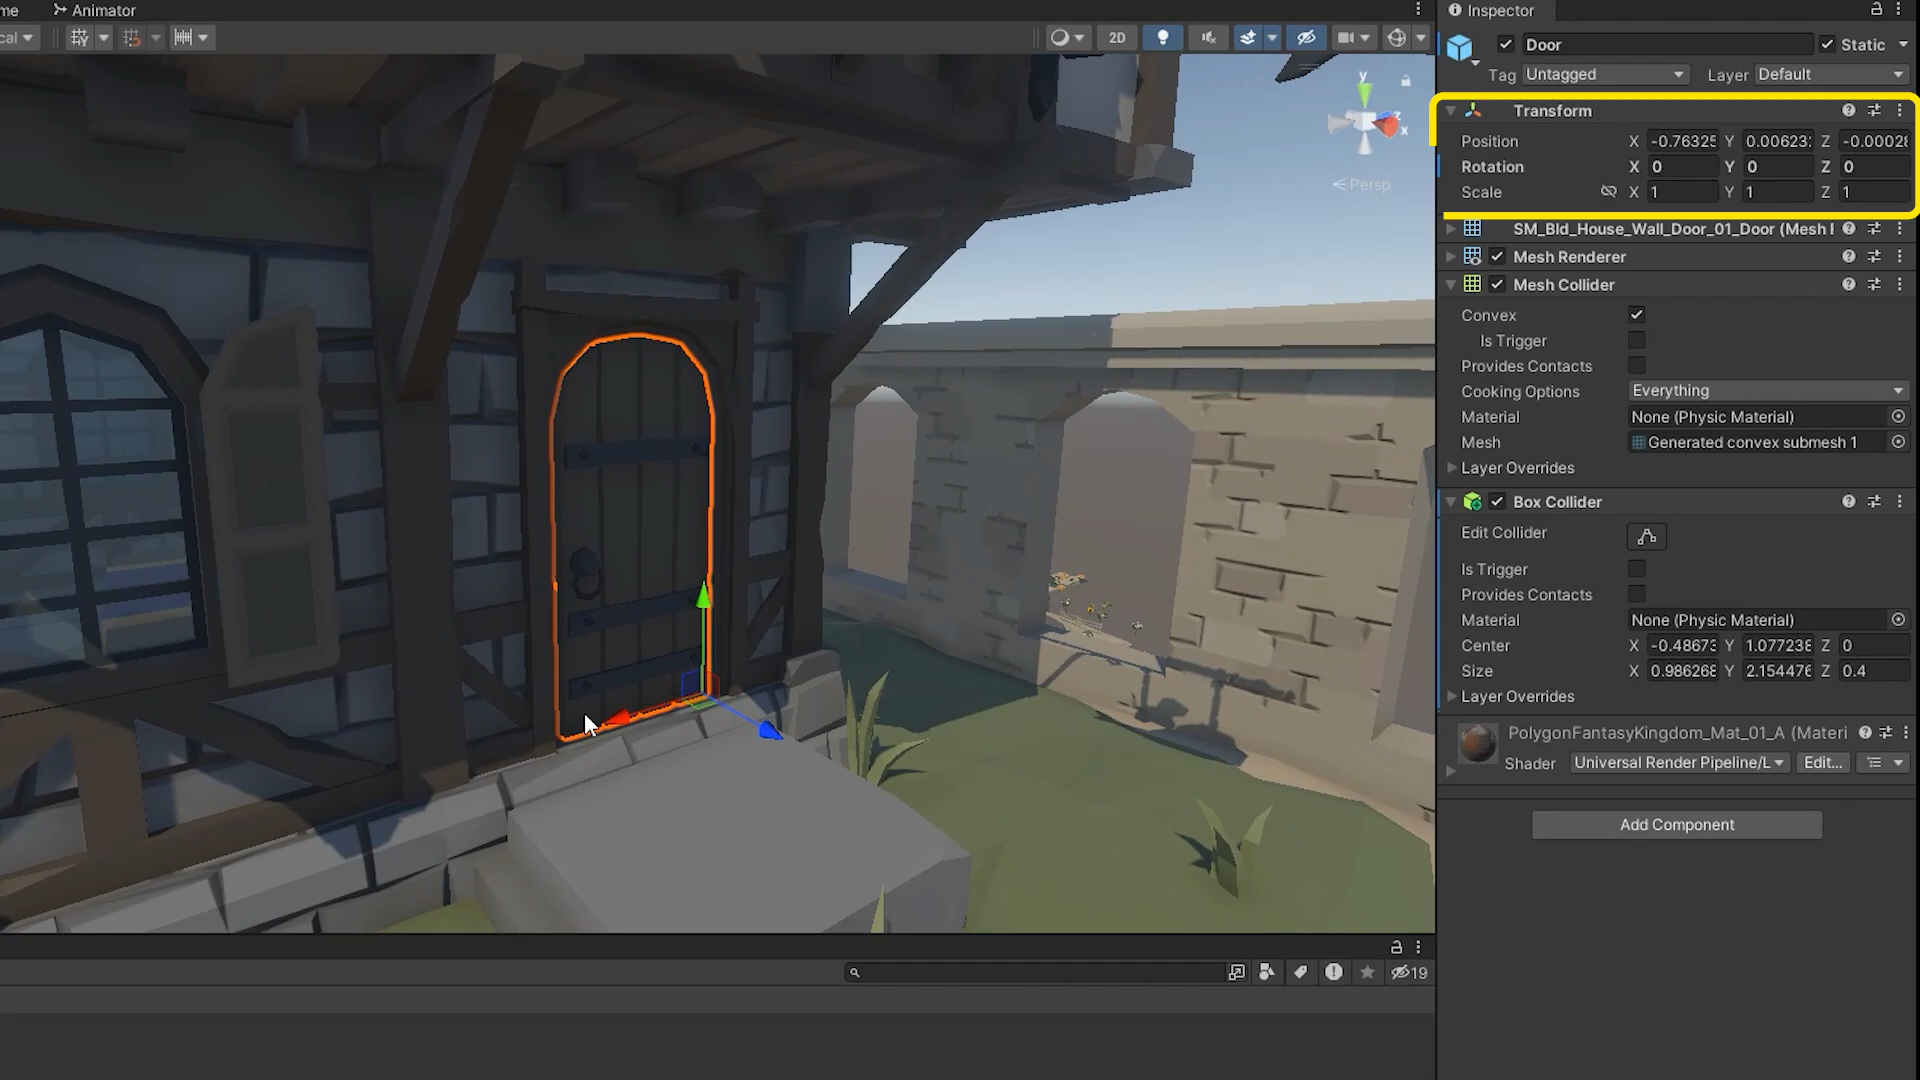 me
Animator
Inspector
cal
2D
Door
Static
Tag Untagged
Layer Default
y
z
x
Persp
Transform
Position X -0.76325 Y 0.00623 Z -0.00028
Rotation X 0 Y 0 Z 0
Scale X 1 Y 1 Z 1
SM_Bld_House_Wall_Door_01_Door (Mesh F
Mesh Renderer
Mesh Collider
Convex
Is Trigger
Provides Contacts
Cooking Options Everything
Material None (Physic Material)
Mesh Generated convex submesh 1
Layer Overrides
Box Collider
Edit Collider
Is Trigger
Provides Contacts
Material None (Physic Material)
Center X -0.48673 Y 1.077238 Z 0
Size X 0.986268 Y 2.154476 Z 0.4
Layer Overrides
PolygonFantasyKingdom_Mat_01_A (Materi
Shader Universal Render Pipeline/L Edit...
Add Component
19